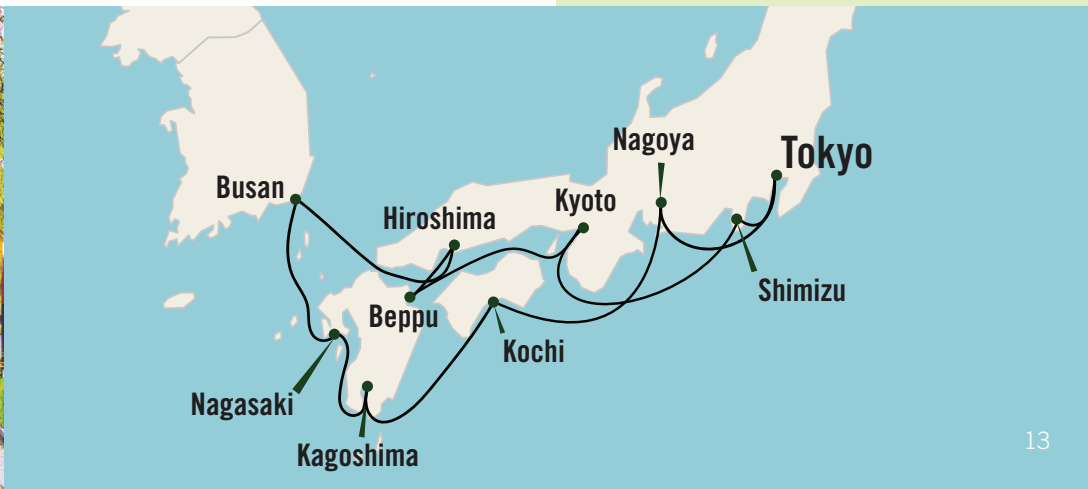 Nagoya
Tokyo
Busan
Kyoto
Hiroshima
Shimizu
Beppu
Kochi
Nagasaki
Kagoshima
13